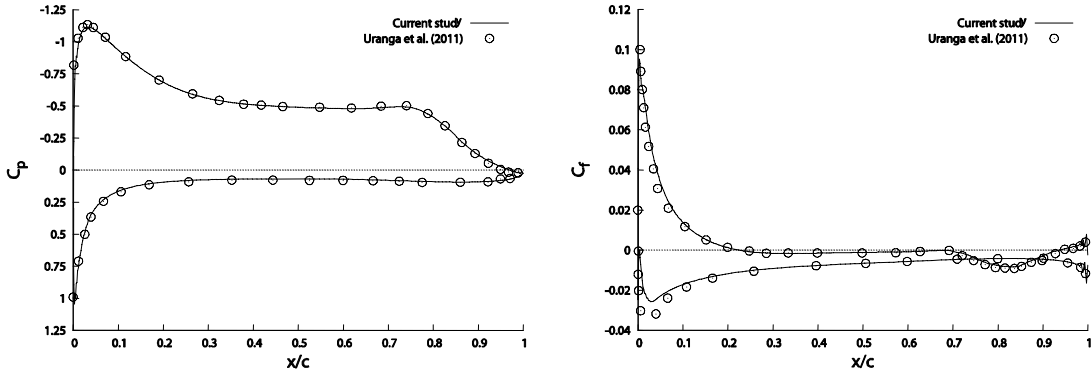 -1.25
-1
-0.75
-0.5
-0.25
0
0.25
0.5
0.75
1
1.25
Cp
0 0.1 0.2 0.3 0.4 0.5 0.6 0.7 0.8 0.9 1
x/c
Current study
Uranga et al. (2011)
0.12
0.1
0.08
0.06
0.04
0.02
0
-0.02
-0.04
Cf
0 0.1 0.2 0.3 0.4 0.5 0.6 0.7 0.8 0.9 1
x/c
Current study
Uranga et al. (2011)